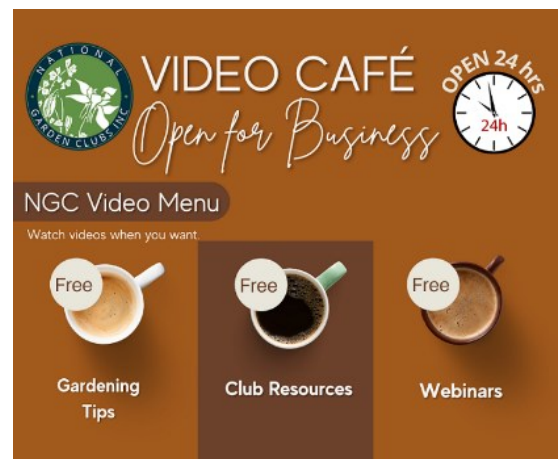 NATIONAL
GARDEN CLUBS INC
VIDEO CAFÉ
Open for Business
OPEN 24 hrs
24h
NGC Video Menu
Watch videos when you want.
Free
Free
Free
Gardening
Tips
Club Resources
Webinars